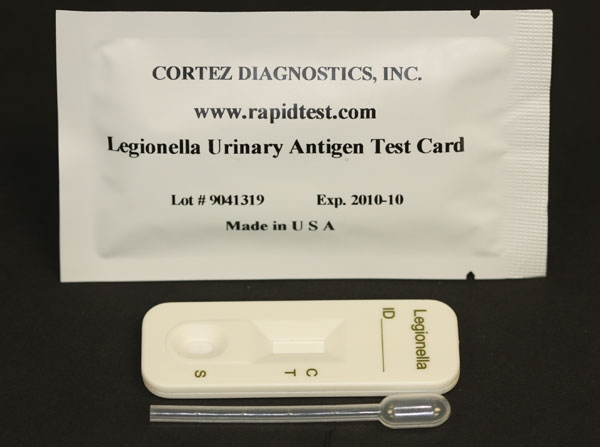 CORTEZ DIAGNOSTICS, INC.
www.rapidtest.com
Legionella Urinary Antigen Test Card
Lot # 9041319 Exp. 2010-10
Made in U S A
Legionella
ID
C
T
S